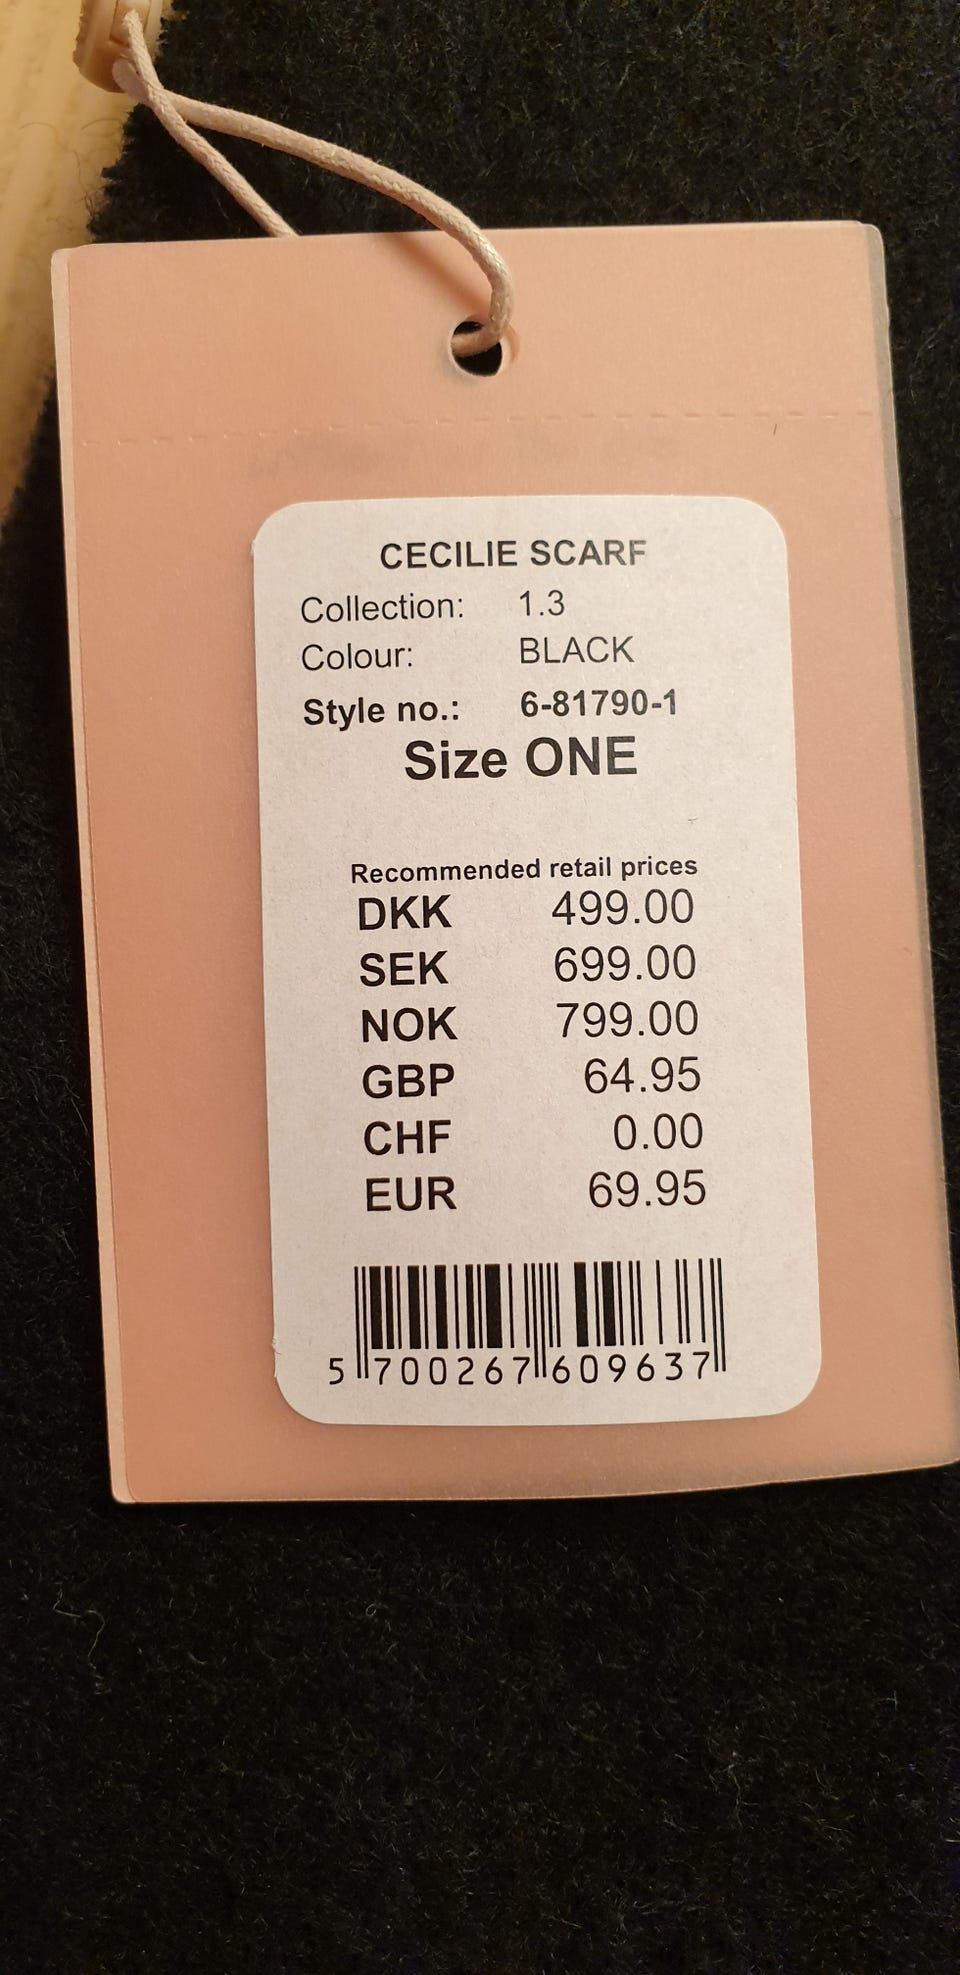 CECILIE SCARF
Collection: 1.3
Colour: BLACK
Style no.: 6-81790-1
Size ONE
Recommended retail prices
DKK 499.00
SEK 699.00
NOK 799.00
GBP 64.95
CHF 0.00
EUR 69.95
5 700267 609637